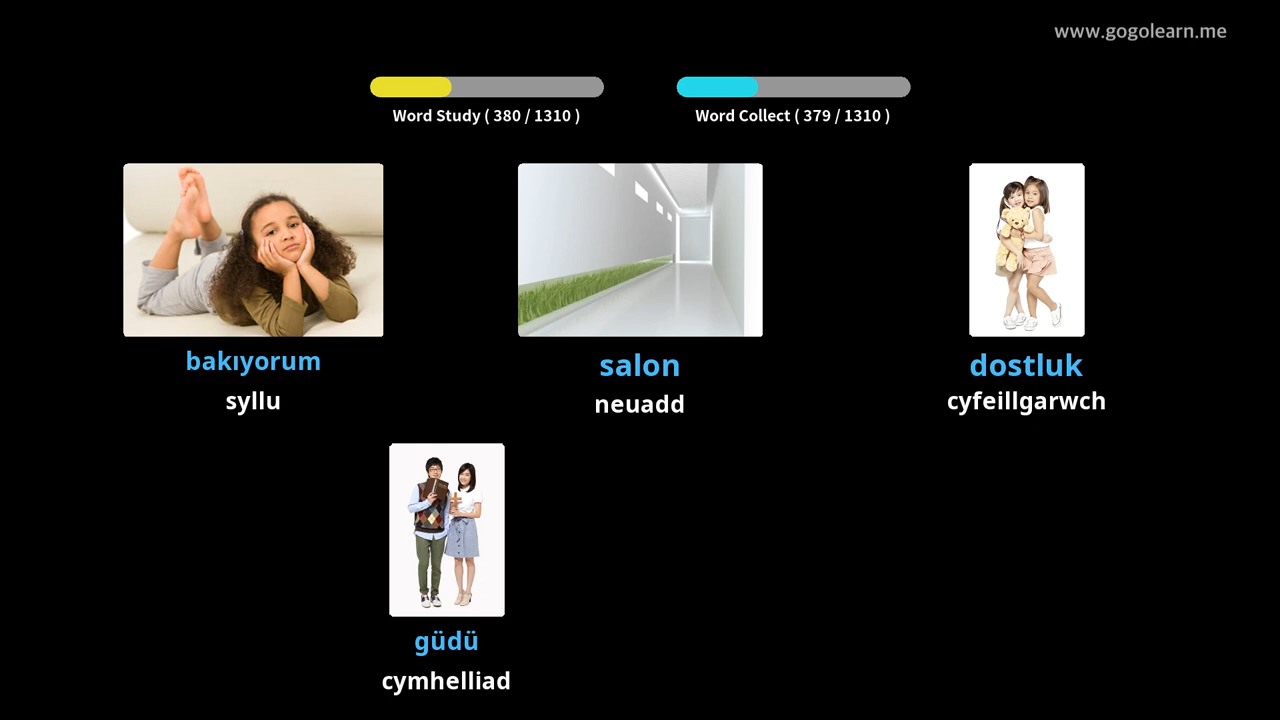 www.gogolearn.me
Word Study ( 380 / 1310 )
Word Collect ( 379 / 1310 )
bakıyorum
salon
dostluk
syllu
neuadd
cyfeillgarwch
güdü
cymhelliad